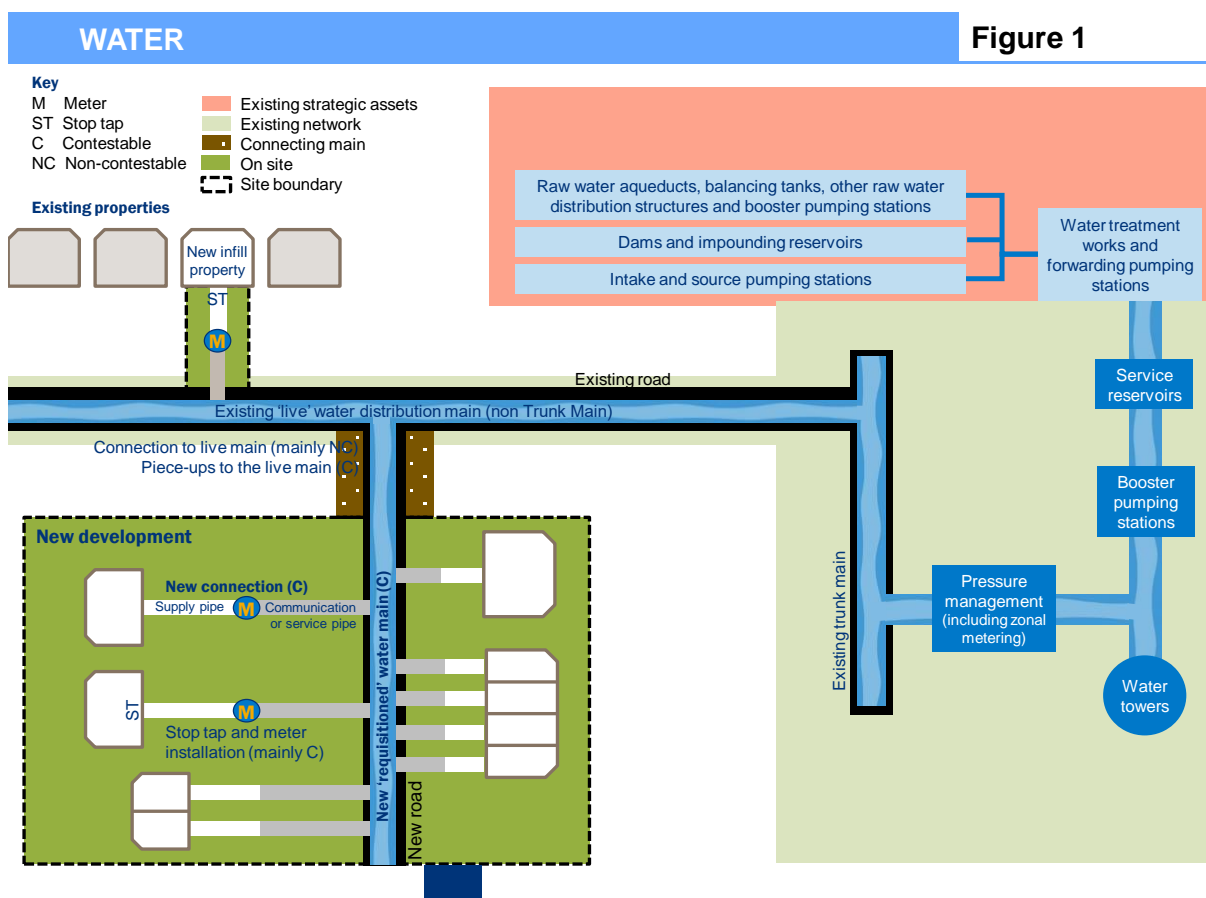 WATER
Figure 1
Key
M Meter
ST Stop tap
C Contestable
NC Non-contestable
Existing strategic assets
Existing network
Connecting main
On site
Site boundary
Existing properties
New infill
property
ST
M
Raw water aqueducts, balancing tanks, other raw water
distribution structures and booster pumping stations
Dams and impounding reservoirs
Intake and source pumping stations
Water treatment
works and
forwarding pumping
stations
Existing road
Existing 'live' water distribution main (non Trunk Main)
Connection to live main (mainly NC)
Piece-ups to the live main (C)
Service
reservoirs
Booster
pumping
stations
Pressure
management
(including zonal
metering)
Water
towers
Existing trunk main
New development
New connection (C)
Supply pipe
M
Communication
or service pipe
ST
M
Stop tap and meter
installation (mainly C)
New 'requisitioned' water main (C)
New road